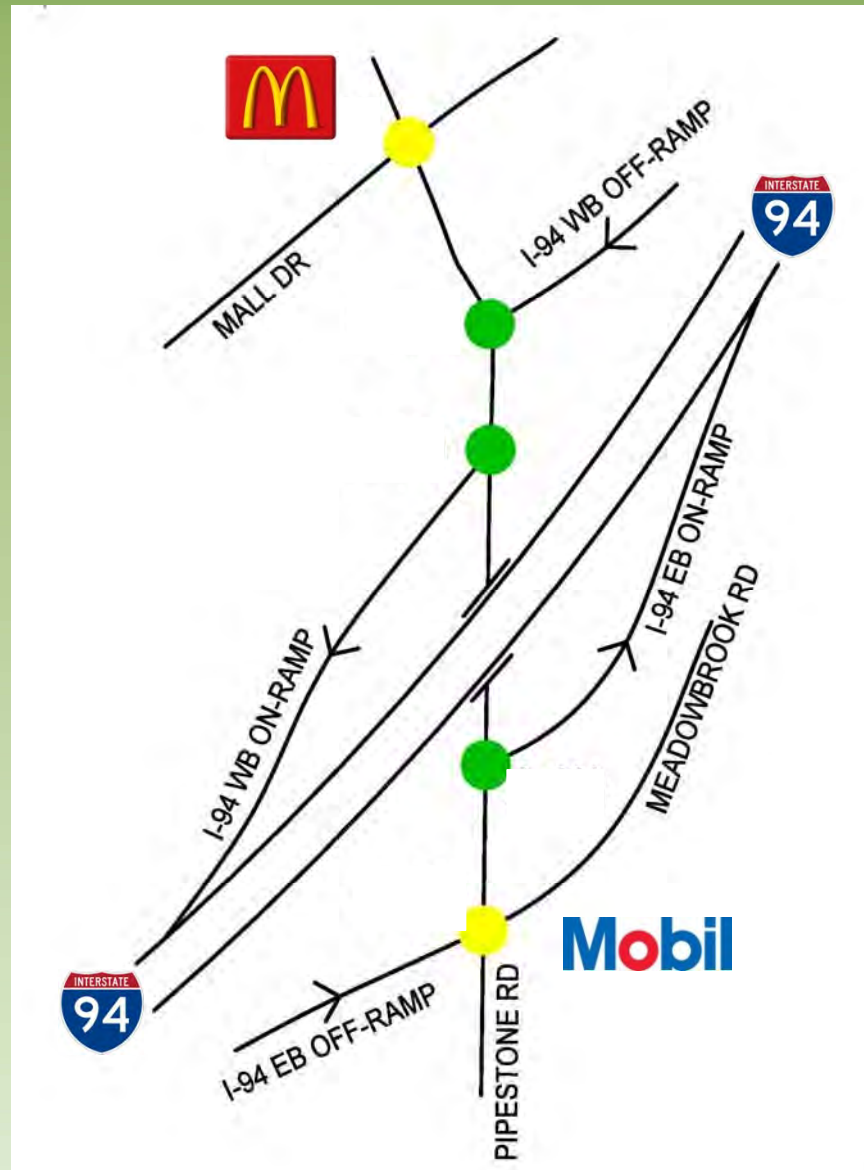 M
I-94 WB OFF-RAMP
INTERSTATE
94
MALL DR
I-94 EB ON-RAMP
MEADOWBROOK RD
I-94 WB ON-RAMP
Mobil
INTERSTATE
94
I-94 EB OFF-RAMP
PIPESTONE RD